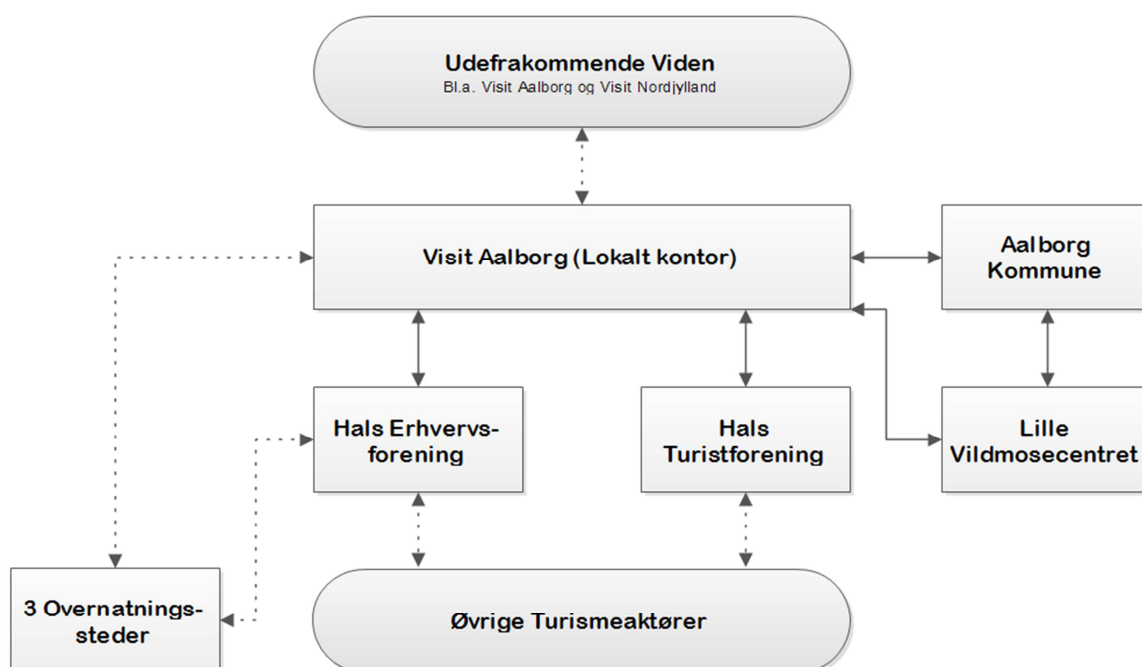 Udefrakommende Viden
Bl.a. Visit Aalborg og Visit Nordjylland
Visit Aalborg (Lokalt kontor)
Aalborg
Kommune
Hals Erhvervs-
forening
Hals
Turistforening
Lille
Vildmosecentret
3 Overnatnings-
steder
Øvrige Turismeaktører